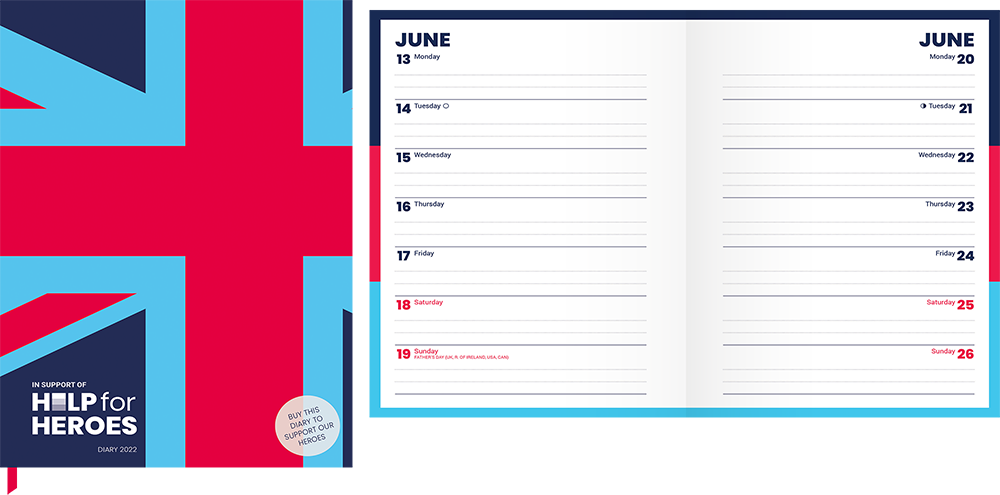 IN SUPPORT OF
HELP for
HEROES
DIARY 2022
BUY THIS
DIARY TO
SUPPORT OUR
HEROES
JUNE
13 Monday
14 Tuesday
15 Wednesday
16 Thursday
17 Friday
18 Saturday
19 Sunday
FATHER'S DAY (UK, R. OF IRELAND, USA, CAN)
JUNE
Monday 20
Tuesday 21
Wednesday 22
Thursday 23
Friday 24
Saturday 25
Sunday 26